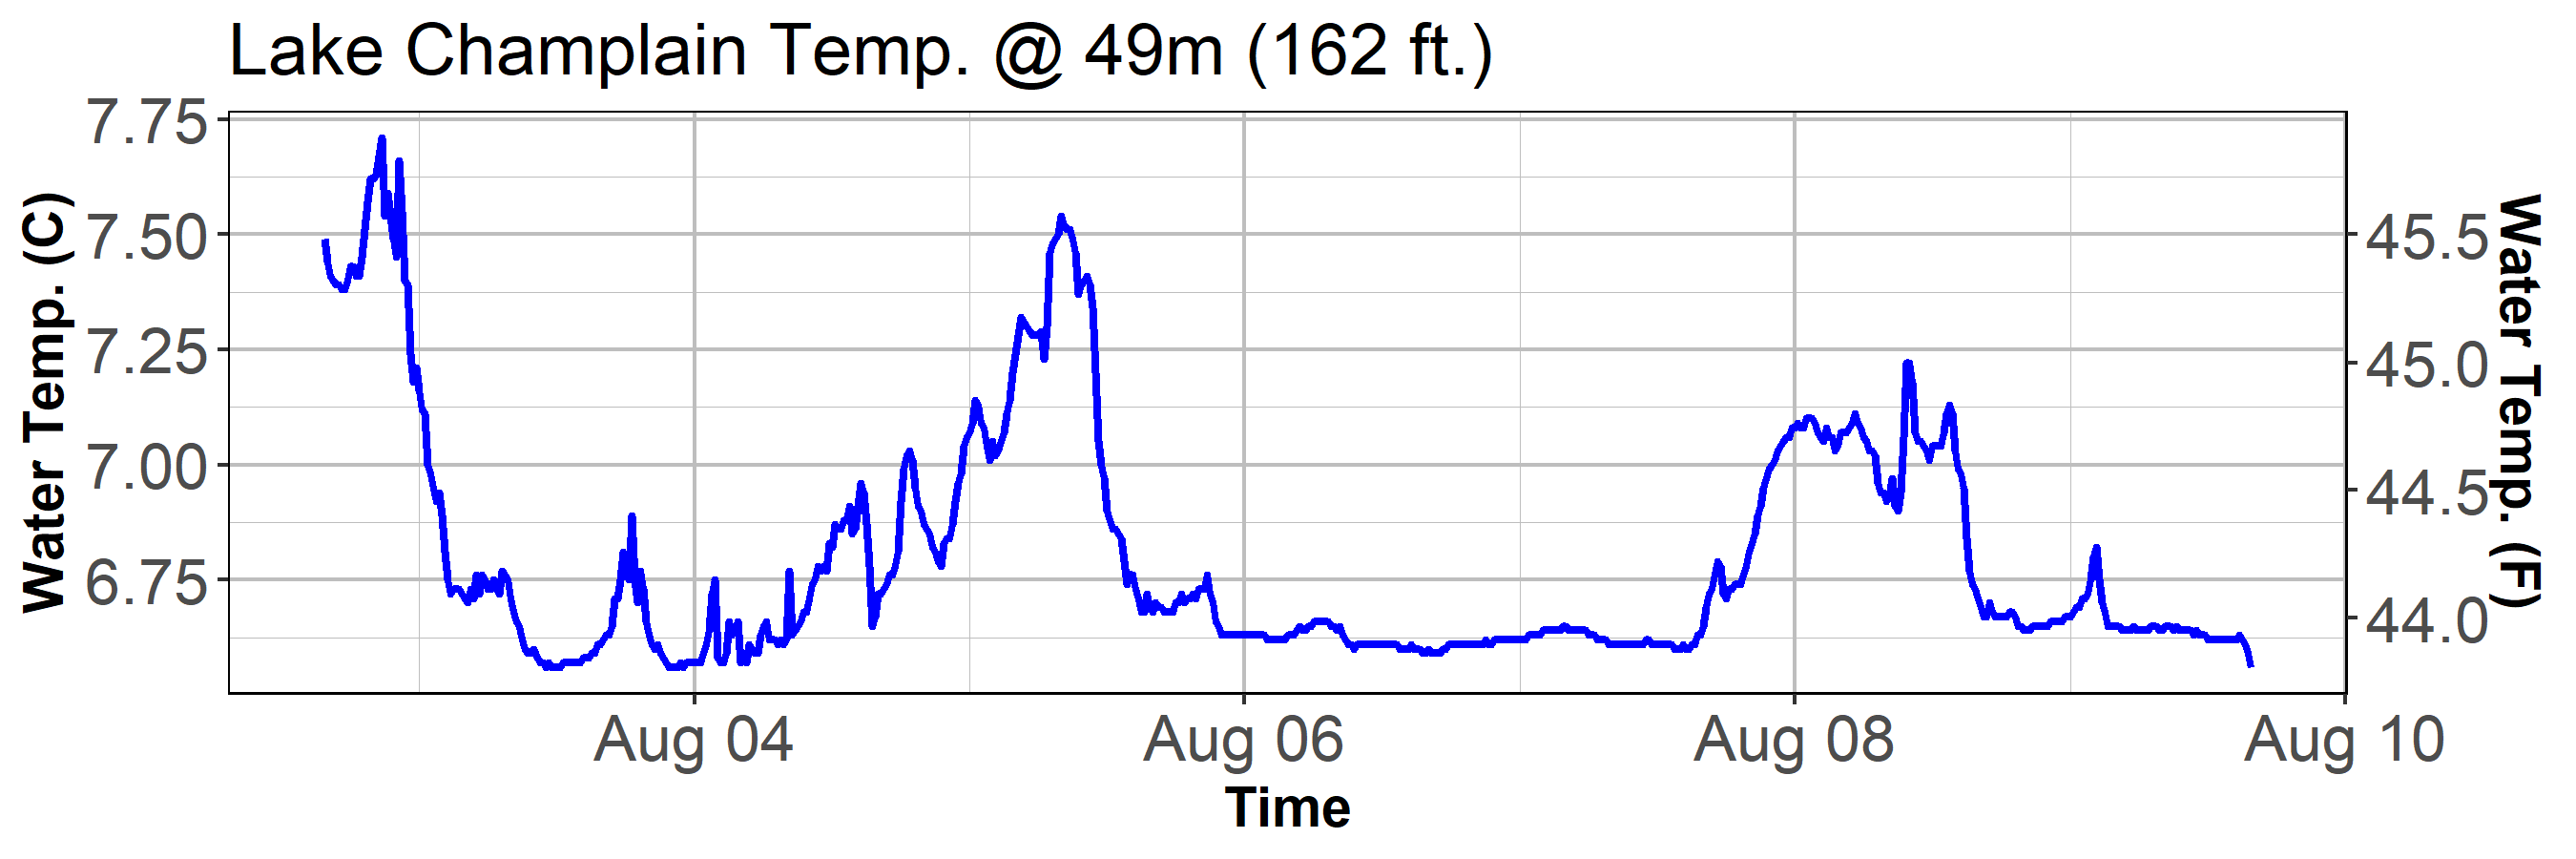 Lake Champlain Temp. @ 49m (162 ft.)
Water Temp. (C)
7.75
7.50
7.25
7.00
6.75
45.5
45.0
44.5
44.0
Water Temp. (F)
Aug 04 Aug 06 Aug 08 Aug 10
Time